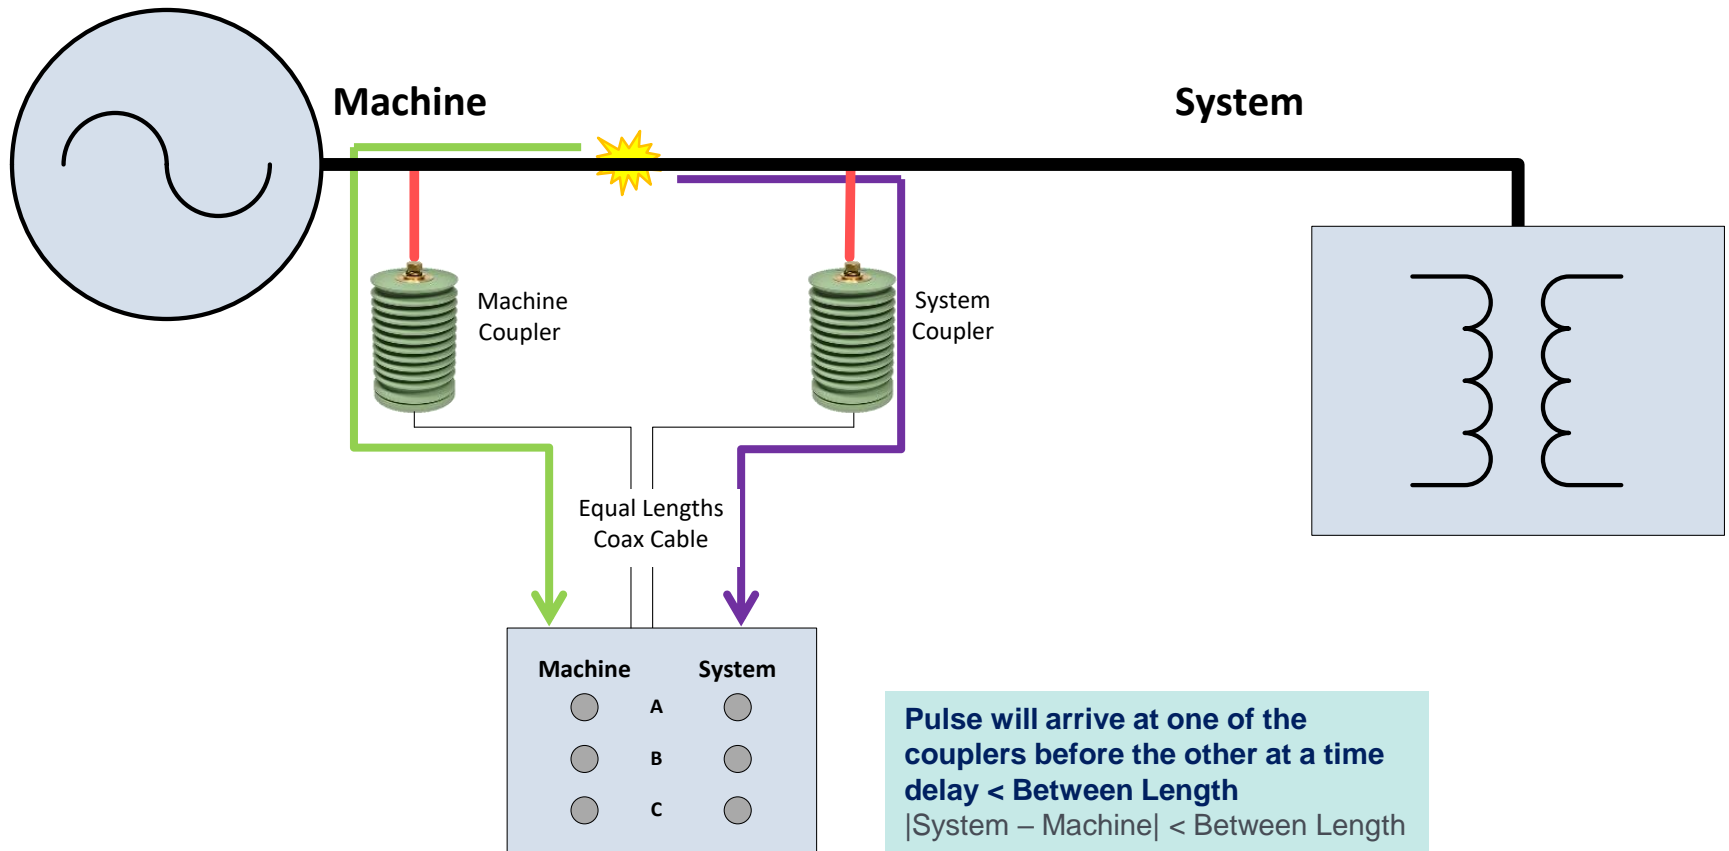 Machine
System
Machine
Coupler
System
Coupler
Equal Lengths
Coax Cable
Machine System
A
B
C
Pulse will arrive at one of the
couplers before the other at a time
delay < Between Length
|System – Machine| < Between Length